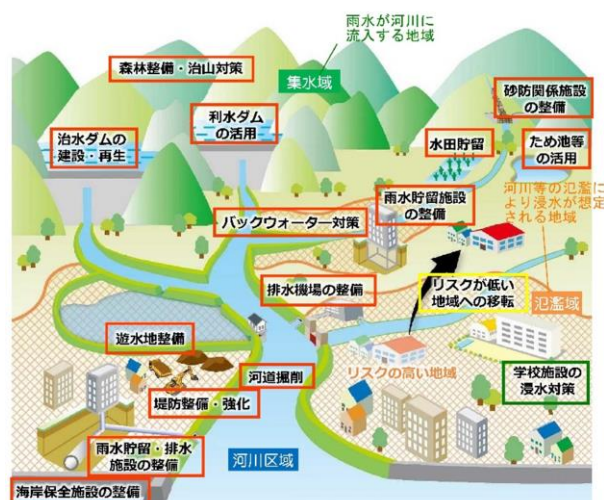 雨水が河川に
流入する地域
森林整備・治山対策
集水域
砂防関係施設
の整備
治水ダムの
建設・再生
利水ダム
の活用
水田貯留
ため池等
の活用
バックウォーター対策
雨水貯留施設
の整備
河川等の氾濫に
より浸水が想定
される地域
排水機場の整備
リスクが低い
地域への移転
氾濫域
遊水地整備
河道掘削
リスクの高い地域
学校施設の
浸水対策
堤防整備・強化
雨水貯留・排水
施設の整備
河川区域
海岸保全施設の整備